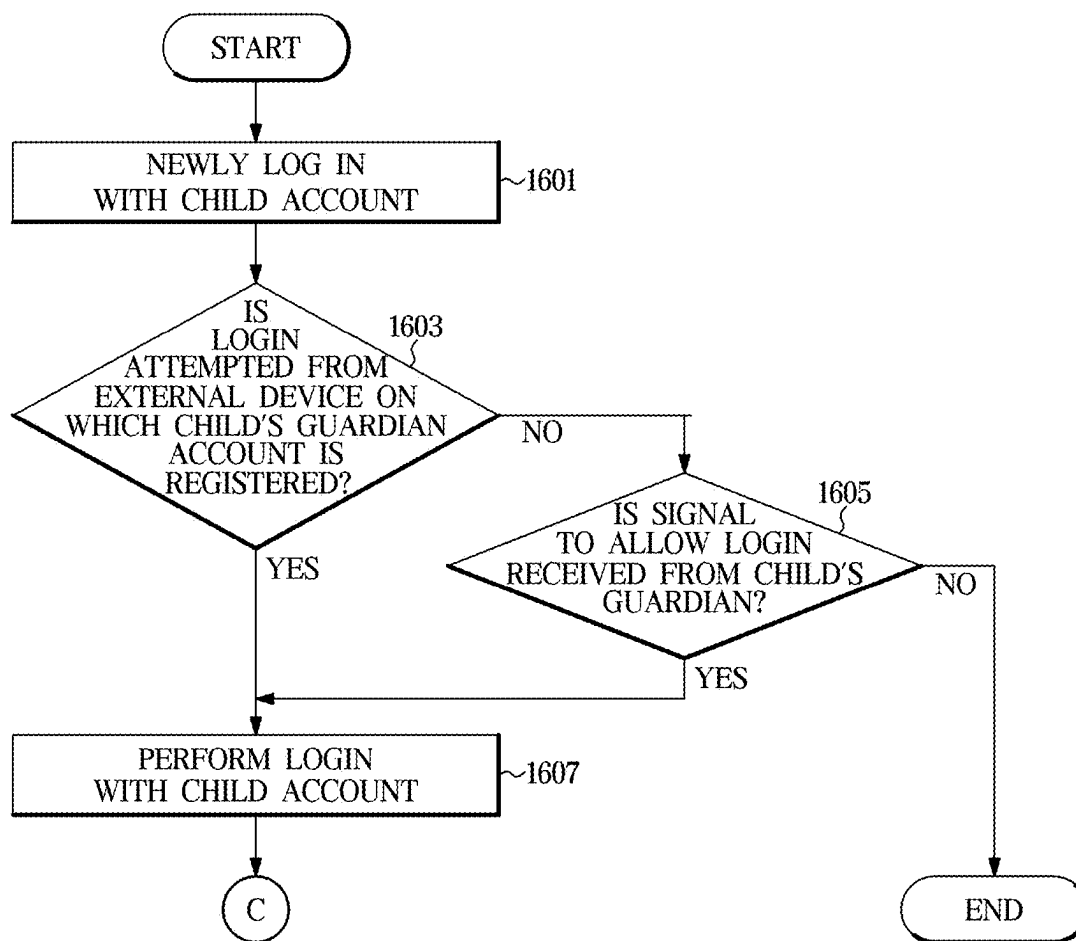 START
NEWLY LOG IN
WITH CHILD ACCOUNT
1601
IS
LOGIN
ATTEMPTED FROM
EXTERNAL DEVICE ON
WHICH CHILD'S GUARDIAN
ACCOUNT IS
REGISTERED?
1603
NO
YES
IS SIGNAL
TO ALLOW LOGIN
RECEIVED FROM CHILD'S
GUARDIAN?
1605
NO
YES
PERFORM LOGIN
WITH CHILD ACCOUNT
1607
C
END